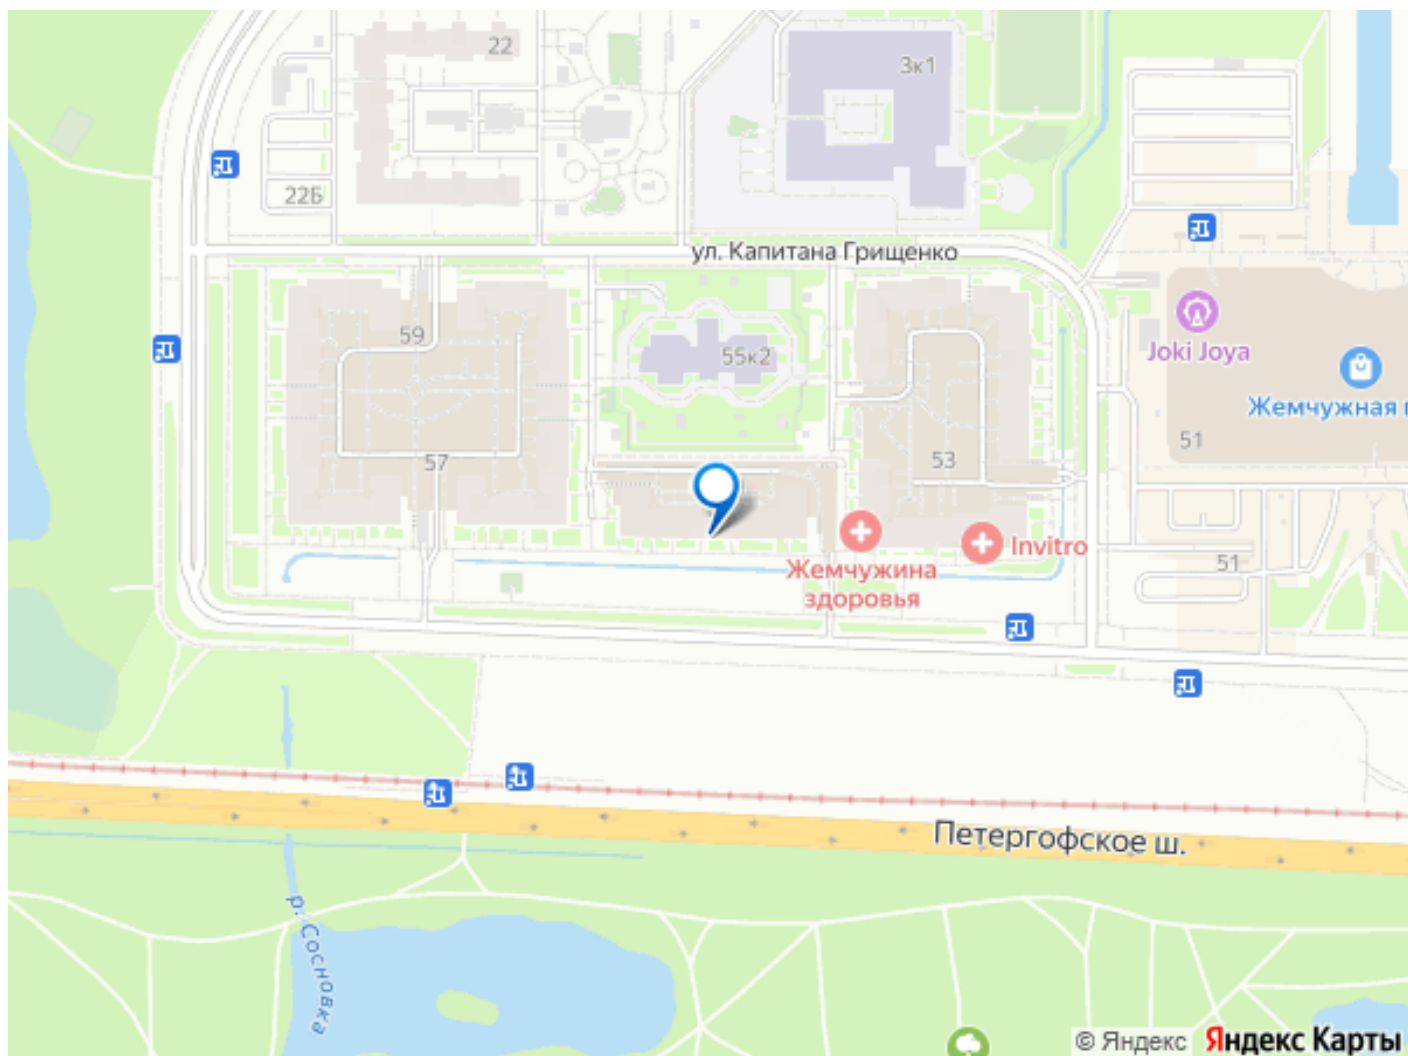 22
3к1
22Б
ул. Капитана Грищенко
59
55к2
Joki Joya
Жемчужная п
51
57
53
Invitro
Жемчужина
здоровья
51
Петергофское ш.
р. Сосновка
© Яндекс Яндекс Карты